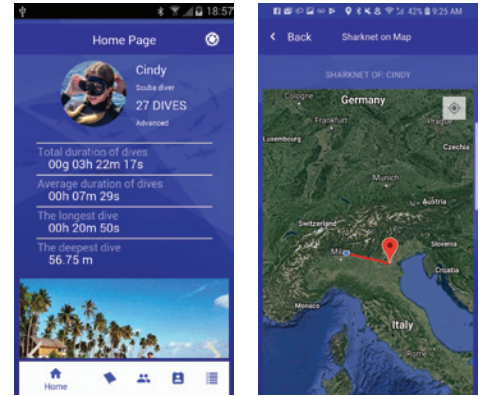 18:57
Home Page
Cindy
Scuba diver
27 DIVES
Advanced
Total duration of dives
00g 03h 22m 17s
Average duration of dives
00h 07m 29s
The longest dive
00h 20m 50s
The deepest dive
56.75 m
Home
42% 9:25 AM
Back Sharknet on Map
SHARKNET OF: CINDY
Cologne
Germany
Frankfurt
Prague
Luxembourg
Czechia
Munich
Austria
Switzerland
Slovenia
Mil
Croatia
Monaco
Italy
Rome